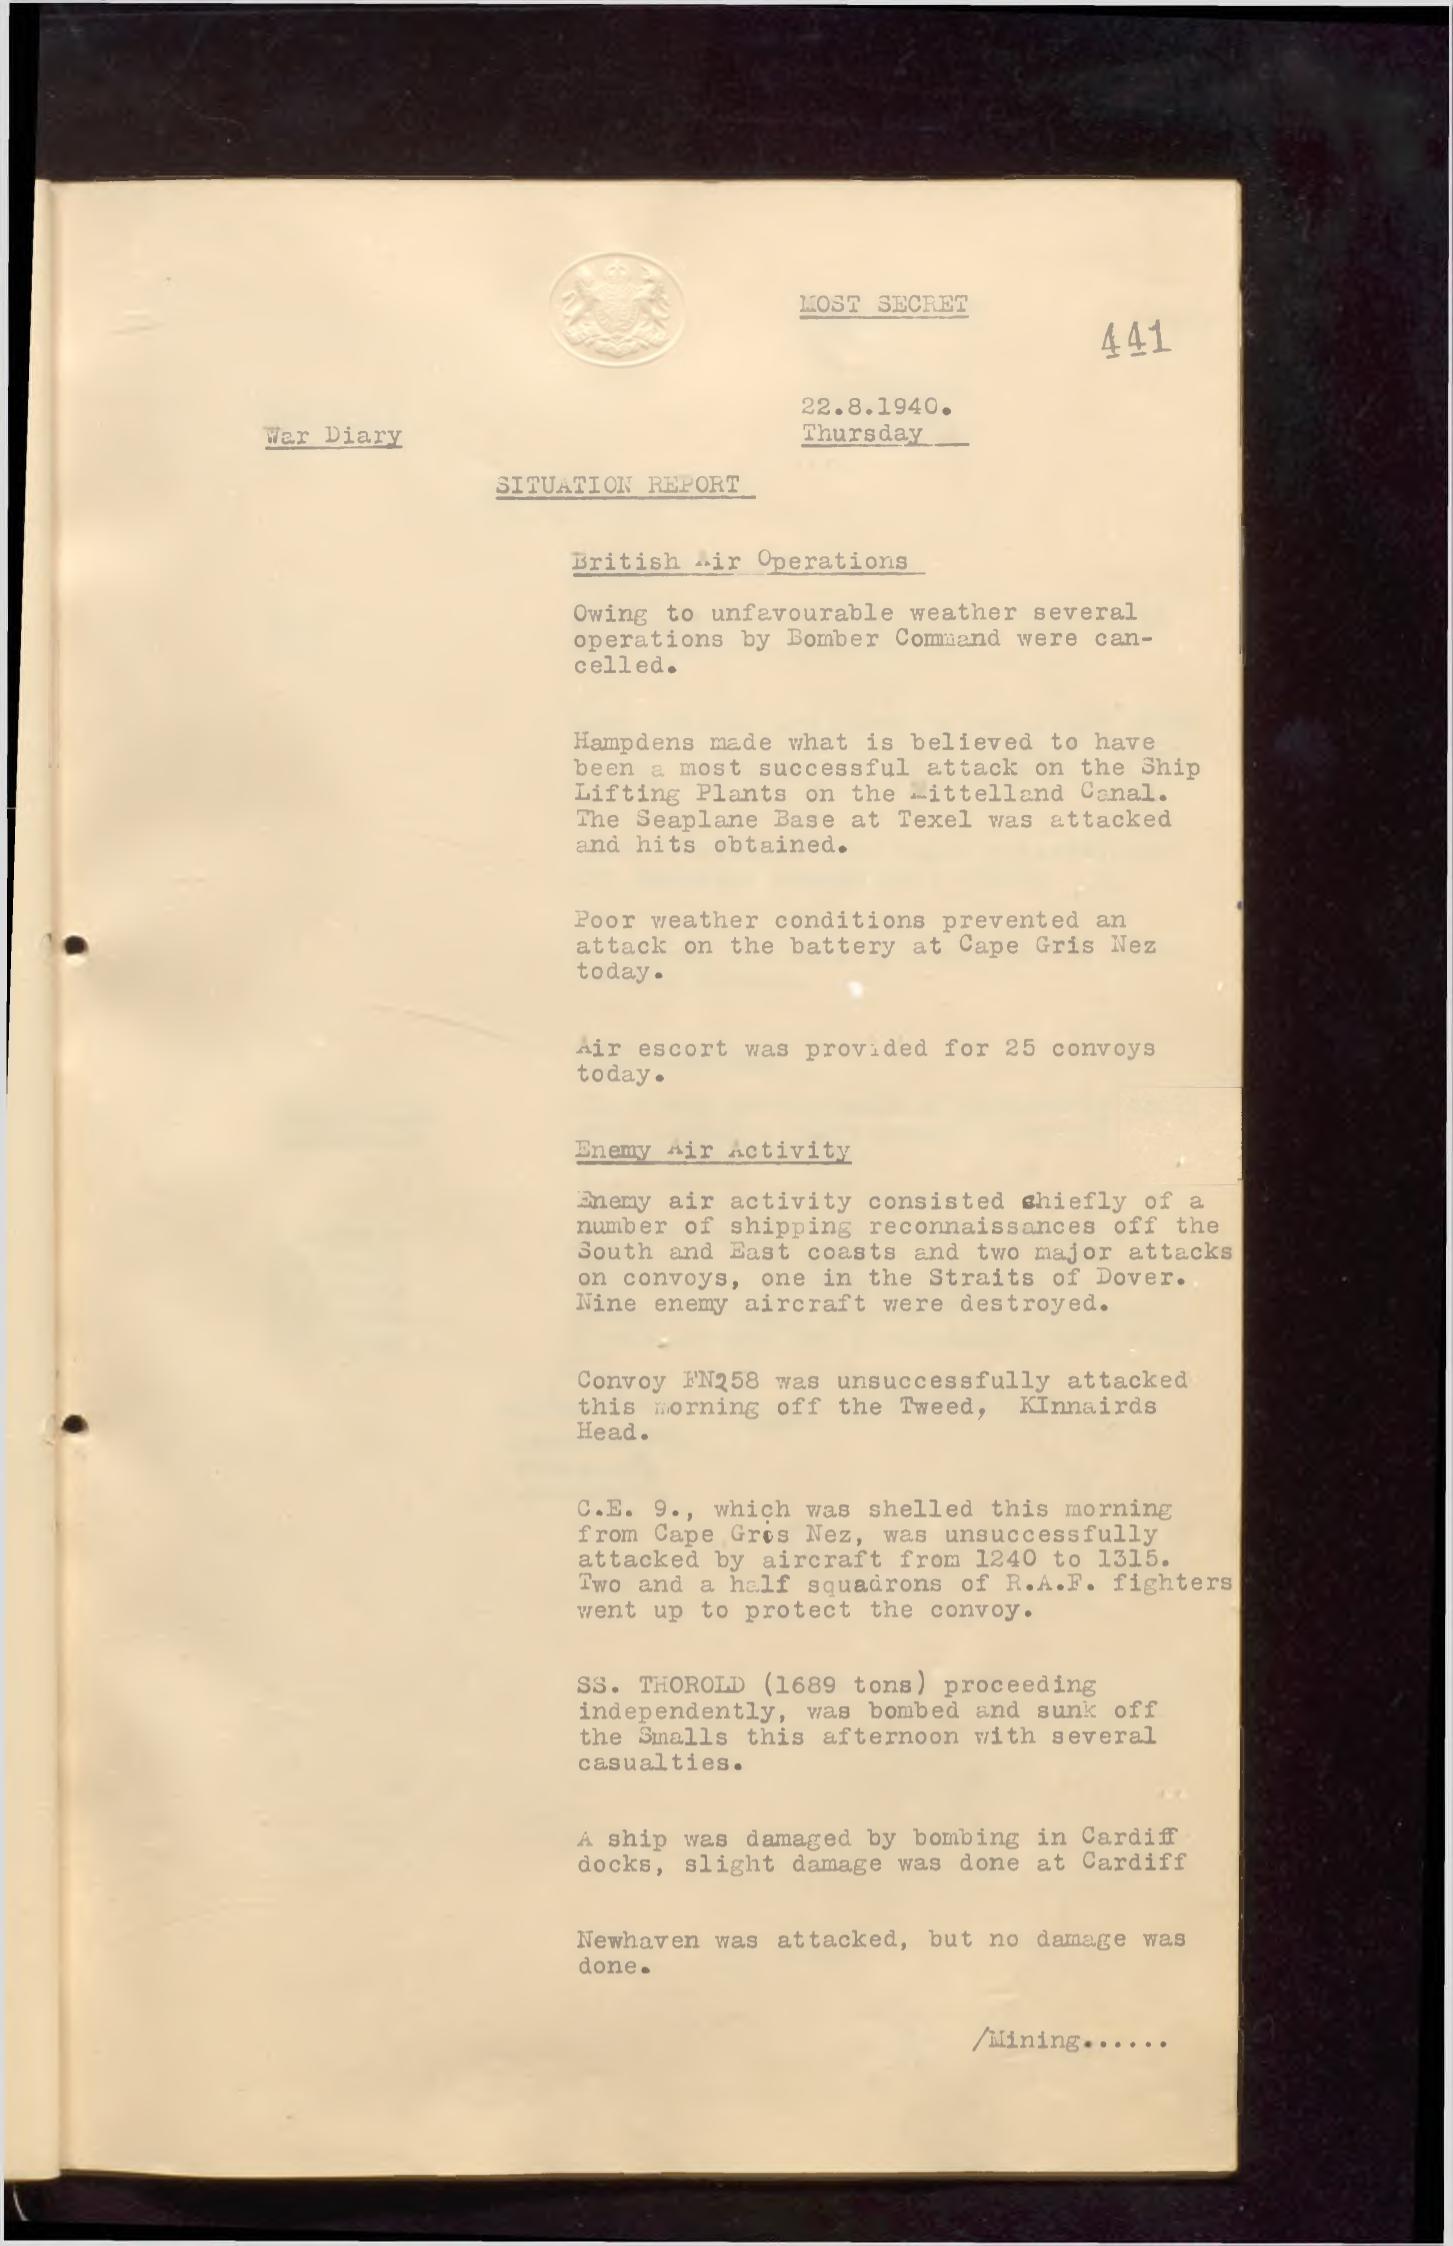 MOST SECRET
441
22.8.1940.
War Diary
Thursday
SITUATION REPORT
British Air Operations
Owing to unfavourable weather several
operations by Bomber Command were can-
celled.
Hampdens made what is believed to have
been a most successful attack on the Ship
Lifting Plants on the Mittelland Canal.
The Seaplane Base at Texel was attacked
and hits obtained.
Poor weather conditions prevented an
attack on the battery at Cape Gris Nez
today.
Air escort was provided for 25 convoys
today.
Enemy Air Activity
Enemy air activity consisted chiefly of a
number of shipping reconnaissances off the
South and East coasts and two major attacks
on convoys, one in the Straits of Dover.
Nine enemy aircraft were destroyed.
Convoy FN258 was unsuccessfully attacked
this morning off the Tweed, KInnairds
Head.
C.E. 9., which was shelled this morning
from Cape Gris Nez, was unsuccessfully
attacked by aircraft from 1240 to 1315.
Two and a half squadrons of R.A.F. fighters
went up to protect the convoy.
SS. THOROLD (1689 tons) proceeding
independently, was bombed and sunk off
the Smalls this afternoon with several
casualties.
A ship was damaged by bombing in Cardiff
docks, slight damage was done at Cardiff
Newhaven was attacked, but no damage was
done.
/Mining......